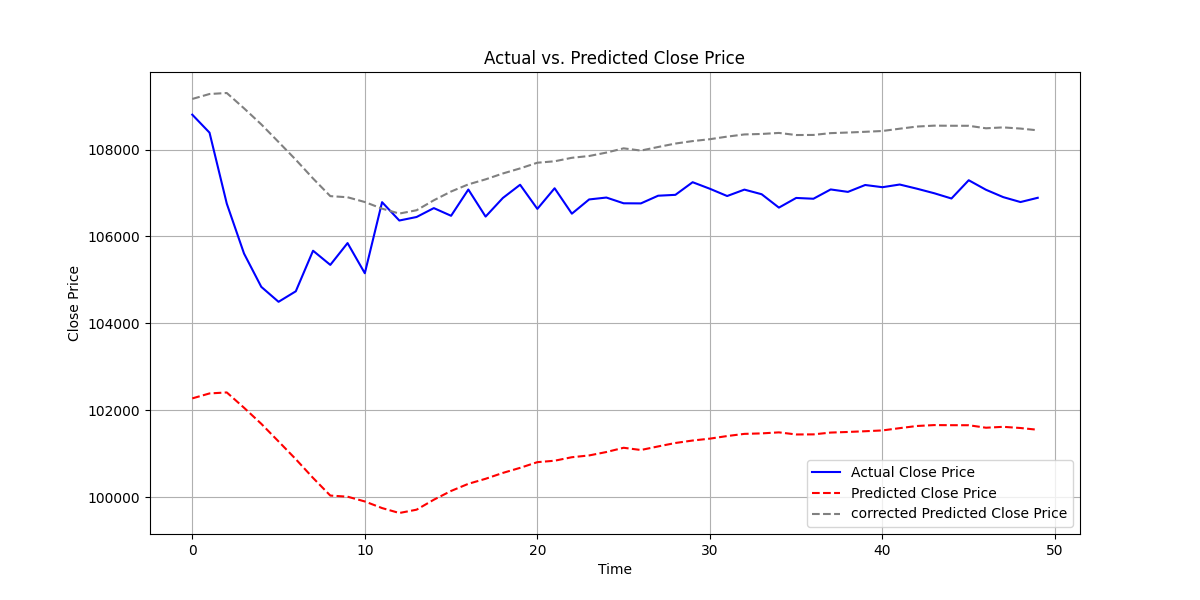 Actual vs. Predicted Close Price
Close Price
108000
106000
104000
102000
100000
0
10
20
30
40
50
Time
Actual Close Price
Predicted Close Price
corrected Predicted Close Price